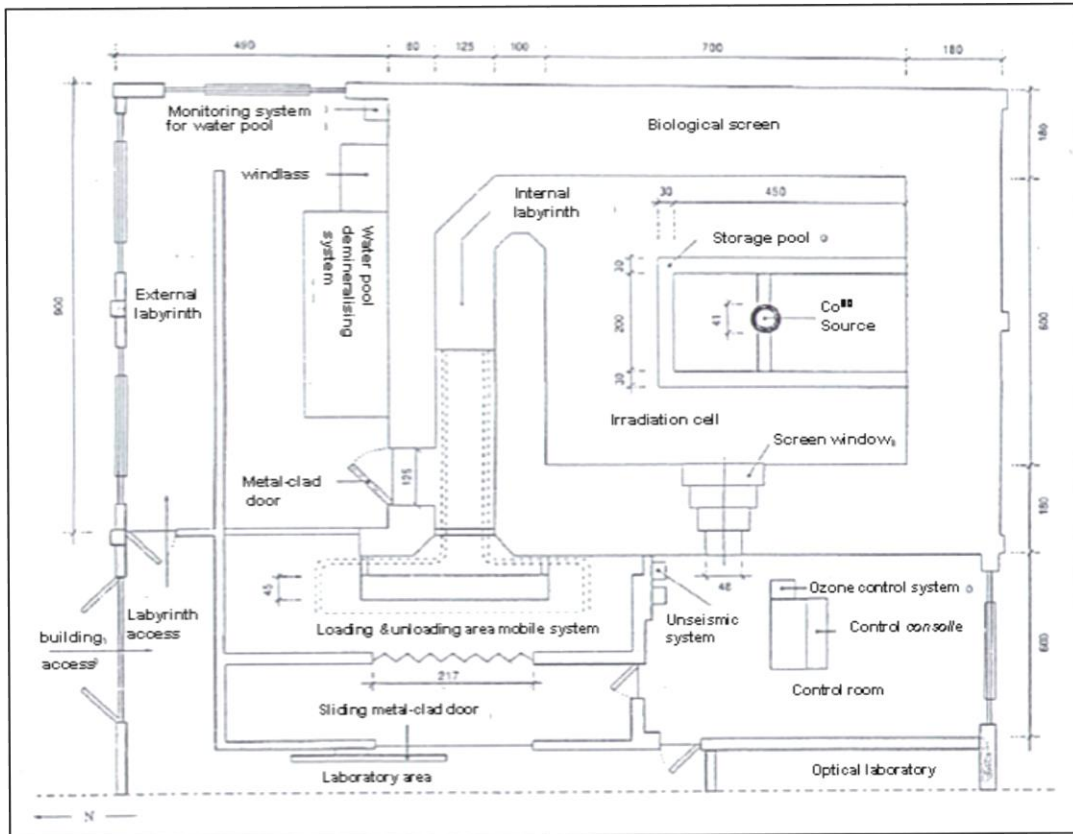 490
80
125
100
700
180
Monitoring system
for water pool
Biological screen
180
windlass
Internal
labyrinth
30
450
Storage pool
Water pool
demineralising
system
External
labyrinth
900
30
200
30
41
Co⁶⁰
Source
600
Irradiation cell
Screen window
Metal-clad
door
125
180
45
48
Labyrinth
access
building
access
Loading & unloading area mobile system
Unseismic
system
Ozone control system
Control consolle
217
600
Control room
Sliding metal-clad door
Laboratory area
Optical laboratory
N